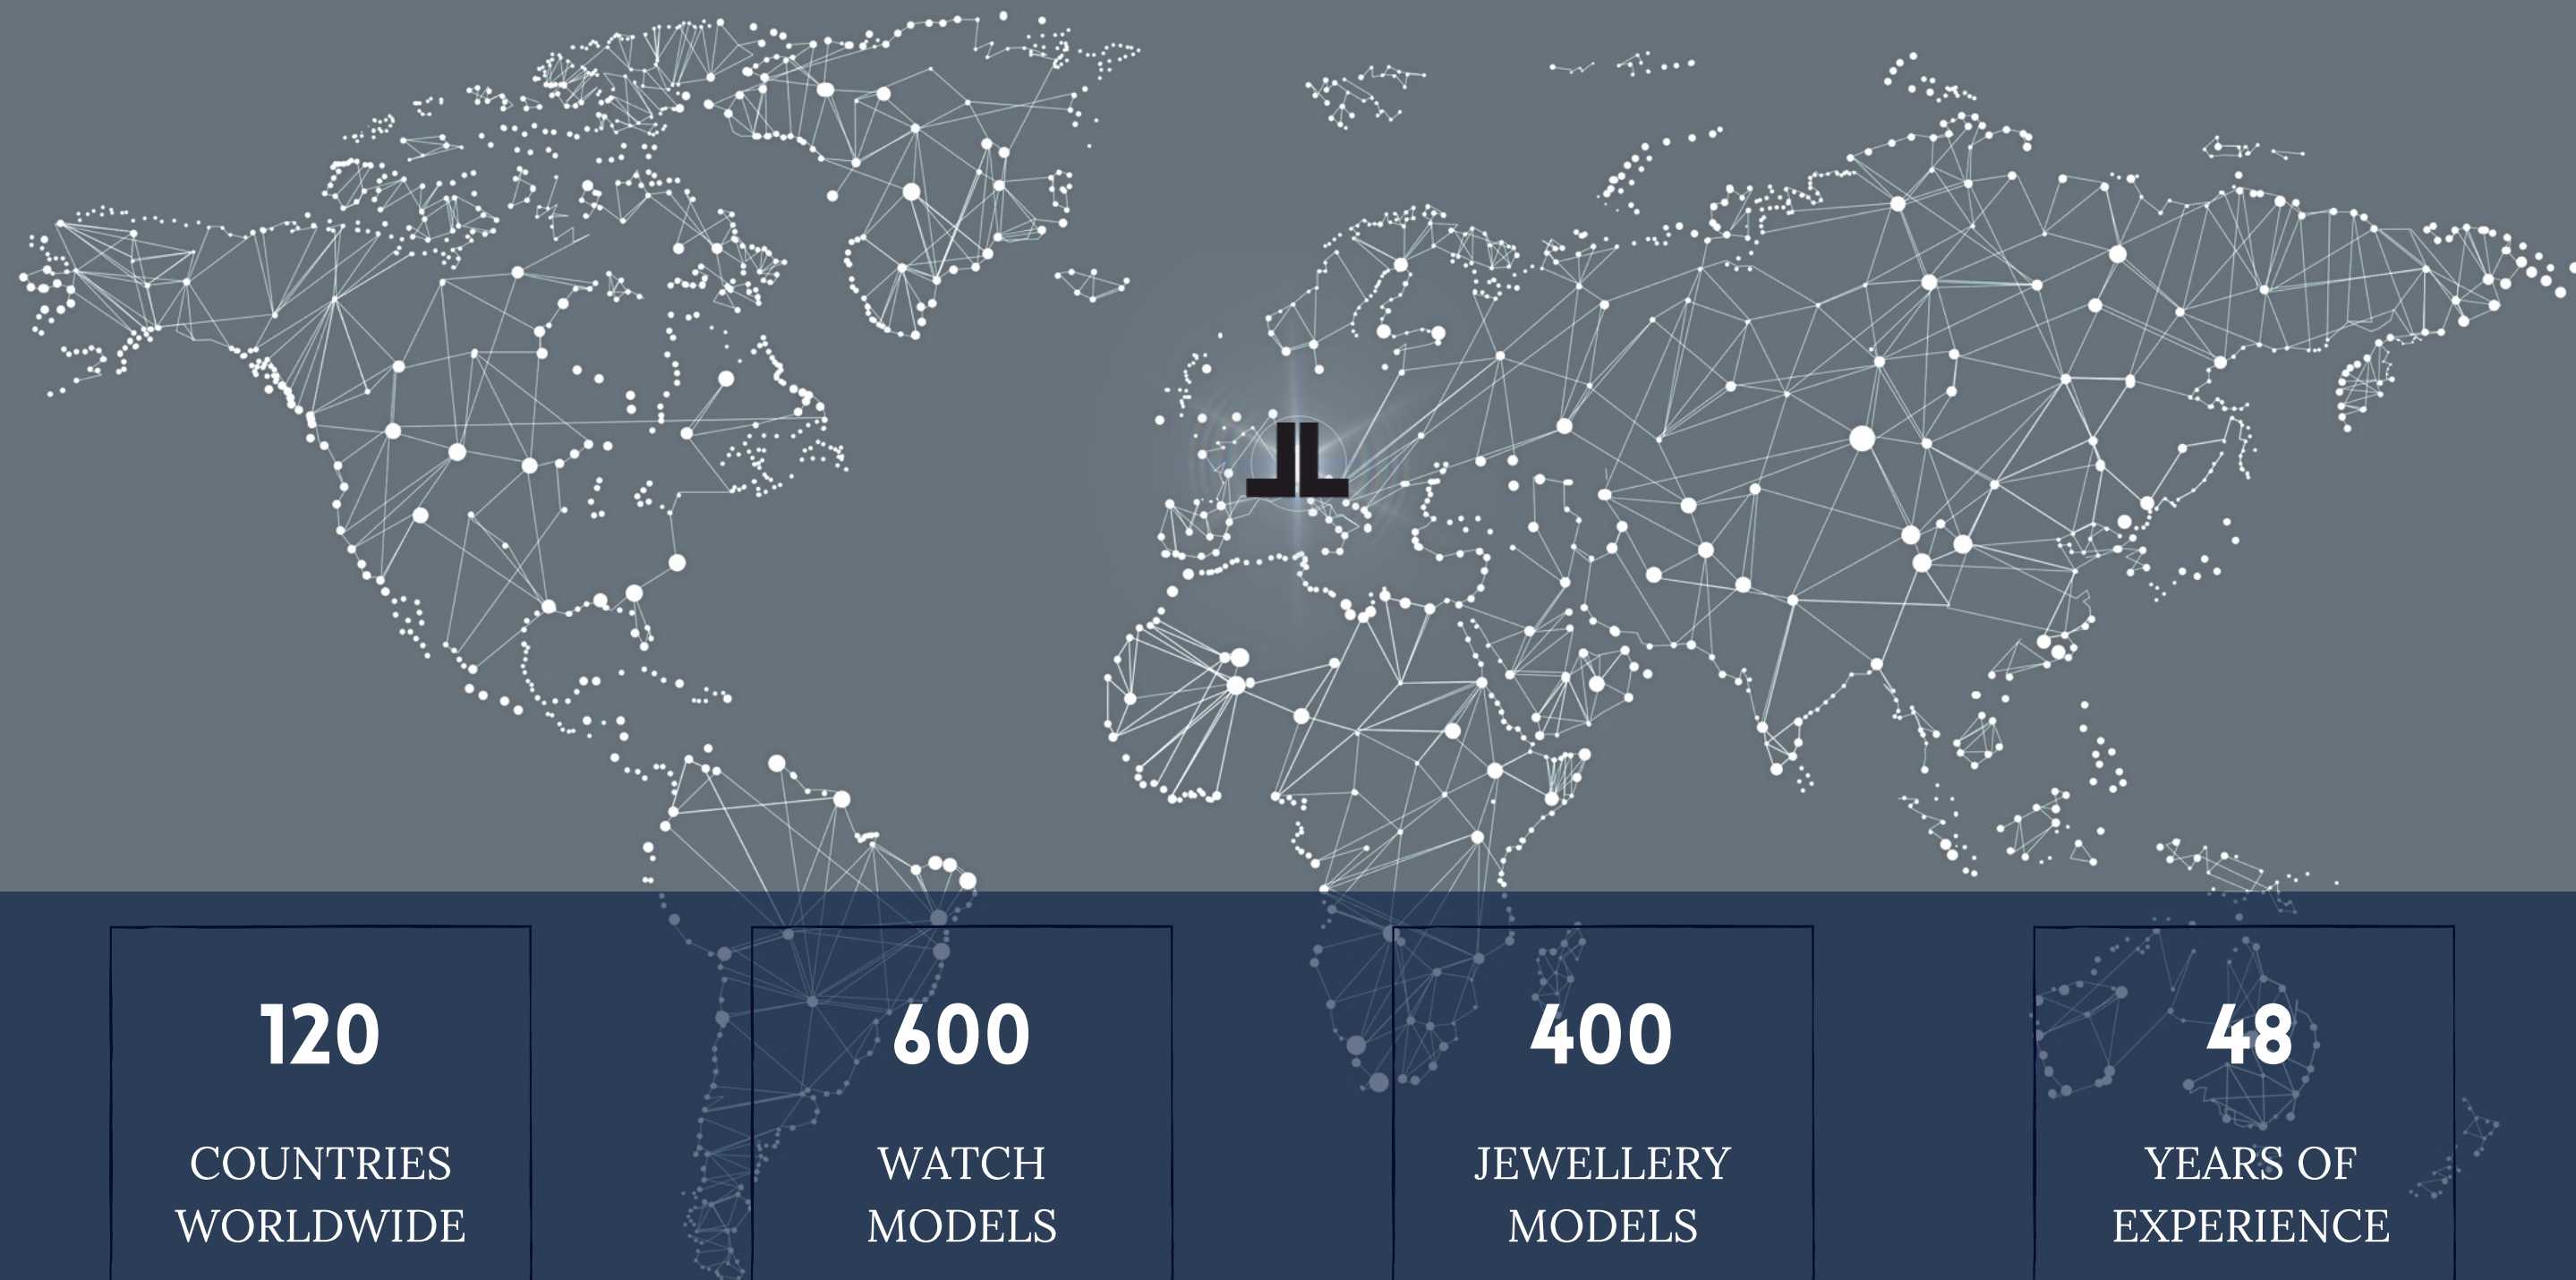 120
COUNTRIES
WORLDWIDE
600
WATCH
MODELS
400
JEWELLERY
MODELS
48
YEARS OF
EXPERIENCE